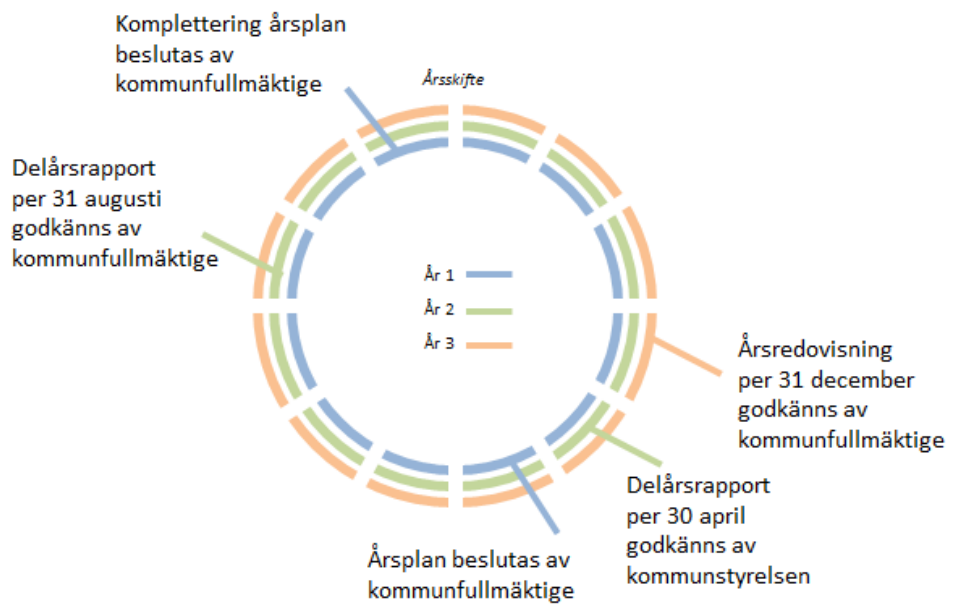 Komplettering årsplan
beslutas av
kommunfullmäktige
Årsskifte
Delårsrapport
per 31 augusti
godkänns av
kommunfullmäktige
År 1
År 2
År 3
Årsredovisning
per 31 december
godkänns av
kommunfullmäktige
Delårsrapport
per 30 april
godkänns av
kommunstyrelsen
Årsplan beslutas av
kommunfullmäktige